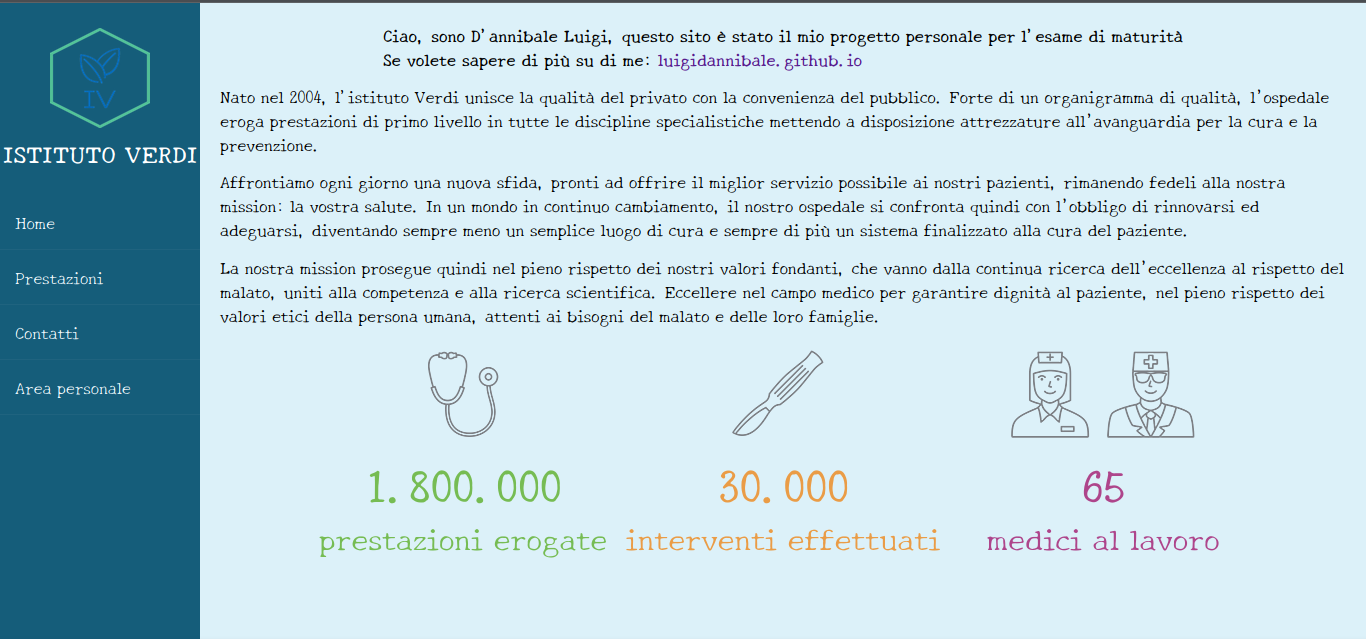 IV
ISTITUTO VERDI
Home
Prestazioni
Contatti
Area personale
Ciao, sono D'annibale Luigi, questo sito è stato il mio progetto personale per l'esame di maturità
Se volete sapere di più su di me: luigidannibale.github.io
Nato nel 2004, l'istituto Verdi unisce la qualità del privato con la convenienza del pubblico. Forte di un organigramma di qualità, l'ospedale
eroga prestazioni di primo livello in tutte le discipline specialistiche mettendo a disposizione attrezzature all'avanguardia per la cura e la
prevenzione.
Affrontiamo ogni giorno una nuova sfida, pronti ad offrire il miglior servizio possibile ai nostri pazienti, rimanendo fedeli alla nostra
mission: la vostra salute. In un mondo in continuo cambiamento, il nostro ospedale si confronta quindi con l'obbligo di rinnovarsi ed
adeguarsi, diventando sempre meno un semplice luogo di cura e sempre di più un sistema finalizzato alla cura del paziente.
La nostra mission prosegue quindi nel pieno rispetto dei nostri valori fondanti, che vanno dalla continua ricerca dell'eccellenza al rispetto del
malato, uniti alla competenza e alla ricerca scientifica. Eccellere nel campo medico per garantire dignità al paziente, nel pieno rispetto dei
valori etici della persona umana, attenti ai bisogni del malato e delle loro famiglie.
1.800.000
prestazioni erogate
30.000
interventi effettuati
65
medici al lavoro